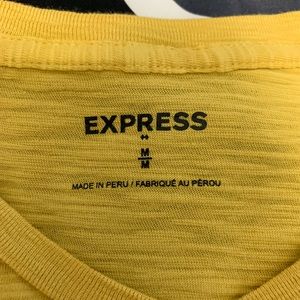 EXPRESS
M
M
MADE IN PERU / FABRIQUÉ AU PÉROU